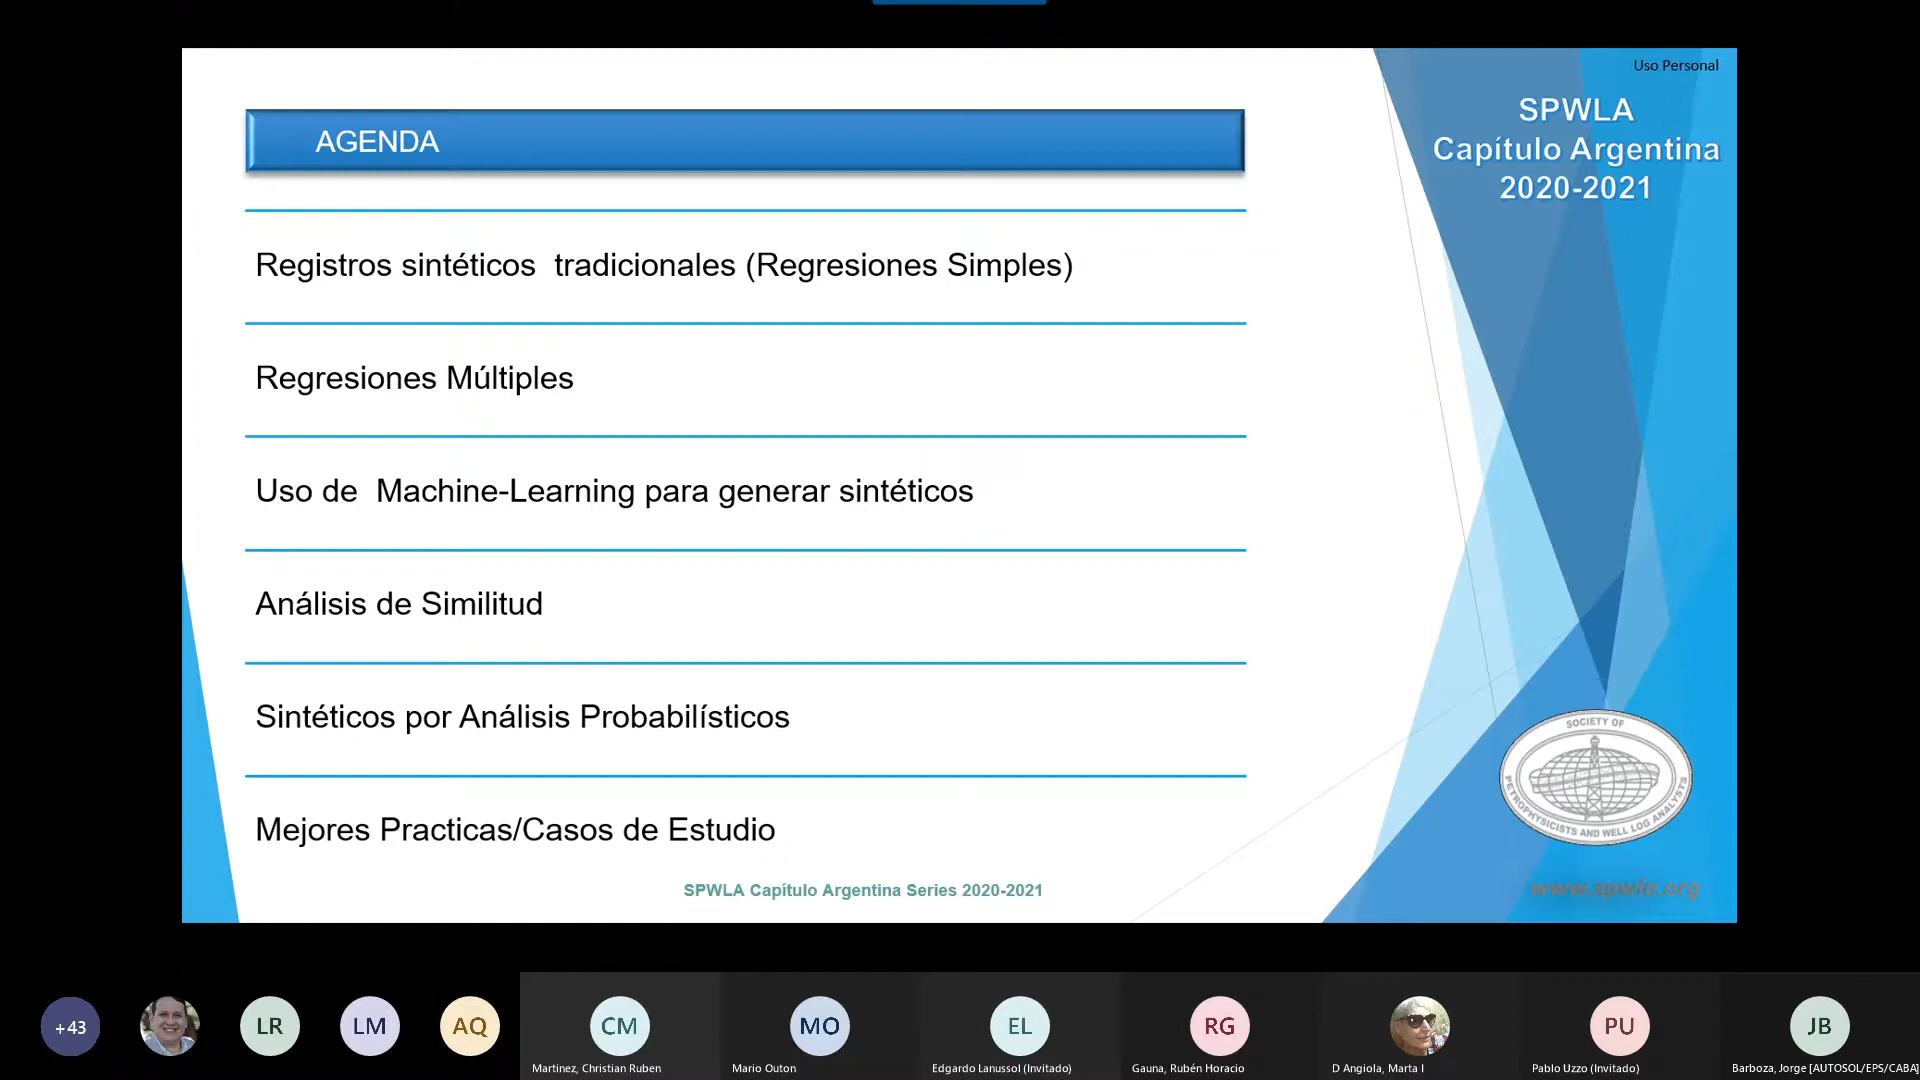 Uso Personal
SPWLA
Capítulo Argentina
2020-2021
AGENDA
Registros sintéticos  tradicionales (Regresiones Simples)
Regresiones Múltiples
Uso de  Machine-Learning para generar sintéticos
Análisis de Similitud
Sintéticos por Análisis Probabilísticos
Mejores Practicas/Casos de Estudio
SPWLA Capítulo Argentina Series 2020-2021
SOCIETY OF
PETROPHYSICISTS AND WELL LOG ANALYSTS
www.spwla.org
+43
LR
LM
AQ
CM
MO
EL
RG
PU
JB
Martinez, Christian Ruben
Mario Outon
Edgardo Lanussol (Invitado)
Gauna, Rubén Horacio
D Angiola, Marta I
Pablo Uzzo (Invitado)
Barboza, Jorge [AUTOSOL/EPS/CABA]